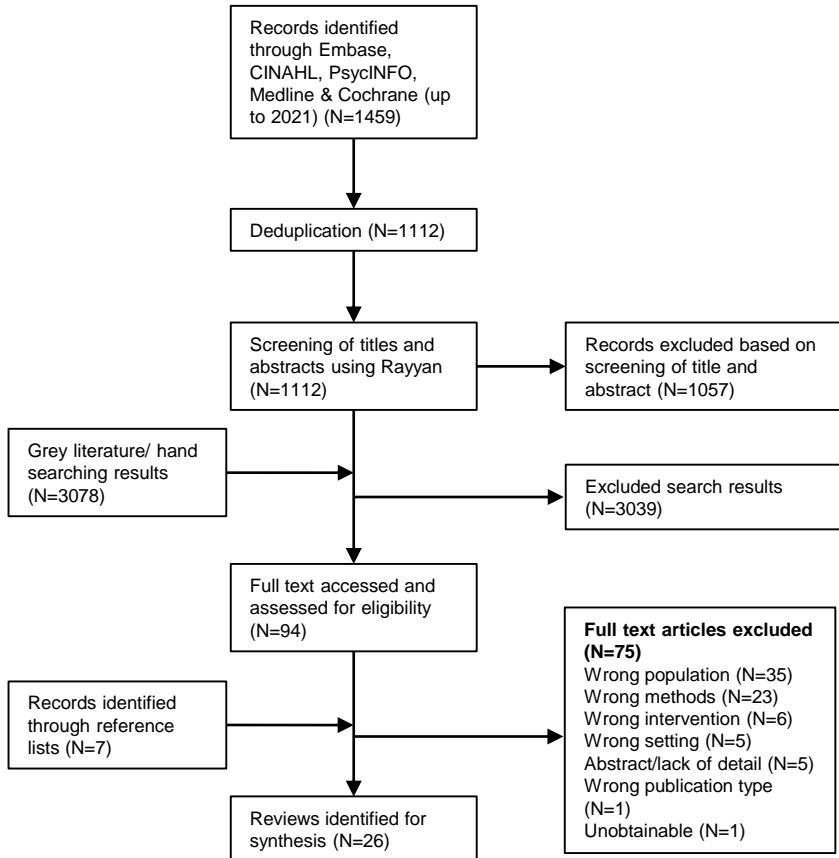 Records identified
through Embase,
CINAHL, PsycINFO,
Medline & Cochrane (up
to 2021) (N=1459)
Deduplication (N=1112)
Screening of titles and
abstracts using Rayyan
(N=1112)
Records excluded based on
screening of title and
abstract (N=1057)
Grey literature/ hand
searching results
(N=3078)
Excluded search results
(N=3039)
Full text accessed and
assessed for eligibility
(N=94)
Full text articles excluded
(N=75)
Wrong population (N=35)
Wrong methods (N=23)
Wrong intervention (N=6)
Wrong setting (N=5)
Abstract/lack of detail (N=5)
Wrong publication type
(N=1)
Unobtainable (N=1)
Records identified
through reference
lists (N=7)
Reviews identified for
synthesis (N=26)